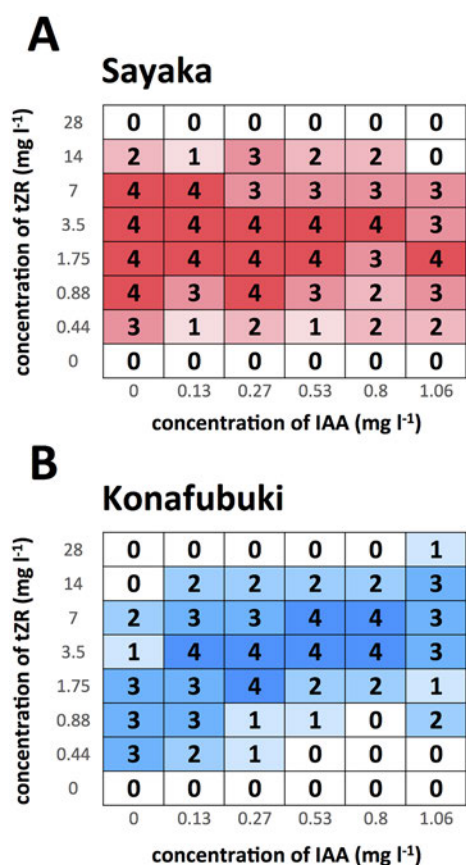 A
Sayaka
concentration of tZR (mg l⁻¹)
28 0 0 0 0 0 0
14 2 1 3 2 2 0
7 4 4 3 3 3 3
3.5 4 4 4 4 4 3
1.75 4 4 4 4 3 4
0.88 4 3 4 3 2 3
0.44 3 1 2 1 2 2
0 0 0 0 0 0 0
0 0.13 0.27 0.53 0.8 1.06
concentration of IAA (mg l⁻¹)
B
Konafubuki
concentration of tZR (mg l⁻¹)
28 0 0 0 0 0 1
14 0 2 2 2 2 3
7 2 3 3 4 4 3
3.5 1 4 4 4 4 3
1.75 3 3 4 2 2 1
0.88 3 3 1 1 0 2
0.44 3 2 1 0 0 0
0 0 0 0 0 0 0
0 0.13 0.27 0.53 0.8 1.06
concentration of IAA (mg l⁻¹)